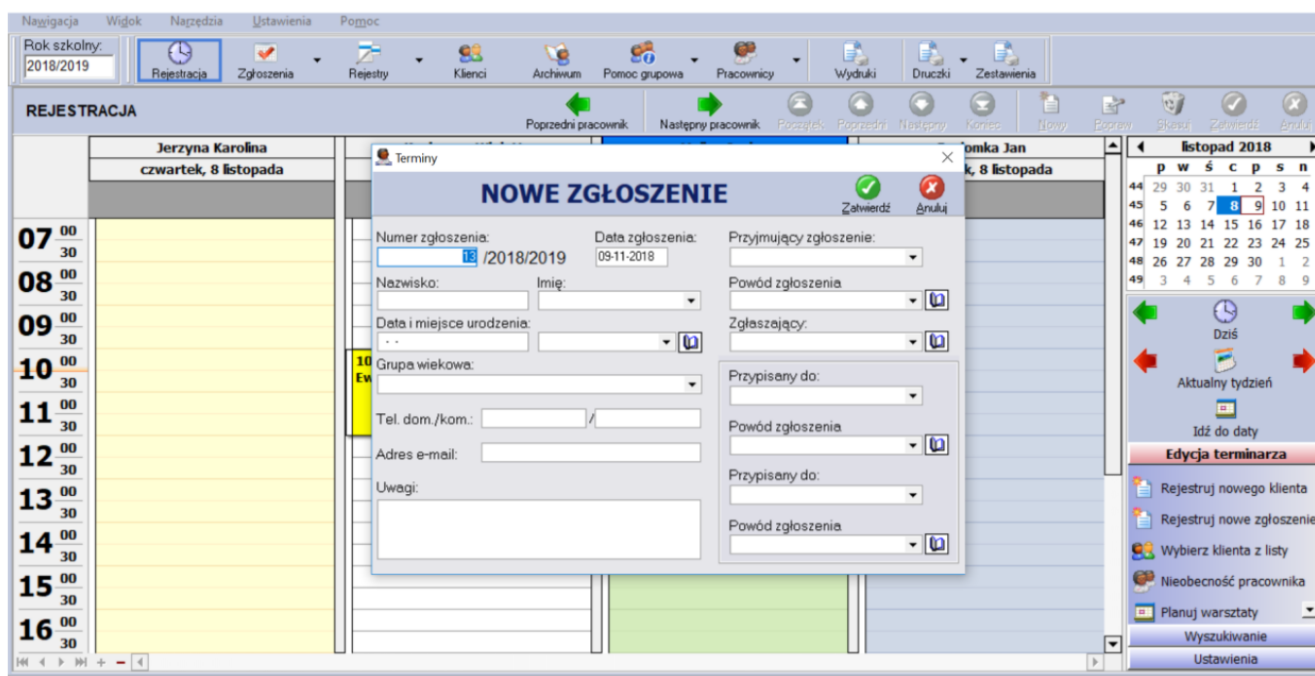 Nawigacja Widok Narzędzia Ustawienia Pomoc
Rok szkolny:
2018/2019
Rejestracja Zgłoszenia Rejestry Klienci Archiwum Pomoc grupowa Pracownicy Wydruki Druczki Zestawienia
REJESTRACJA
Poprzedni pracownik Następny pracownik Początek Poprzedni Następny Koniec Nowy Popraw Skasuj Zatwierdź Anuluj
Jerzyna Karolina
czwartek, 8 listopada
omka Jan
k, 8 listopada
07 00
30
08 00
30
09 00
30
10 00
30
11 00
30
12 00
30
13 00
30
14 00
30
15 00
30
16 00
30
10
Ew
Terminy
NOWE ZGŁOSZENIE
Zatwierdź Anuluj
Numer zgłoszenia: Data zgłoszenia: Przyjmujący zgłoszenie:
13 /2018/2019 09-11-2018
Nazwisko: Imię: Powód zgłoszenia
Data i miejsce urodzenia: Zgłaszający:
- -
Grupa wiekowa: Przypisany do:
Tel. dom./kom.: / Powód zgłoszenia
Adres e-mail:
Uwagi: Przypisany do:
Powód zgłoszenia
listopad 2018
p w ś c p s n
44 29 30 31 1 2 3 4
45 5 6 7 8 9 10 11
46 12 13 14 15 16 17 18
47 19 20 21 22 23 24 25
48 26 27 28 29 30 1 2
49 3 4 5 6 7 8 9
Dziś
Aktualny tydzień
Idź do daty
Edycja terminarza
Rejestruj nowego klienta
Rejestruj nowe zgłoszenie
Wybierz klienta z listy
Nieobecność pracownika
Planuj warsztaty
Wyszukiwanie
Ustawienia